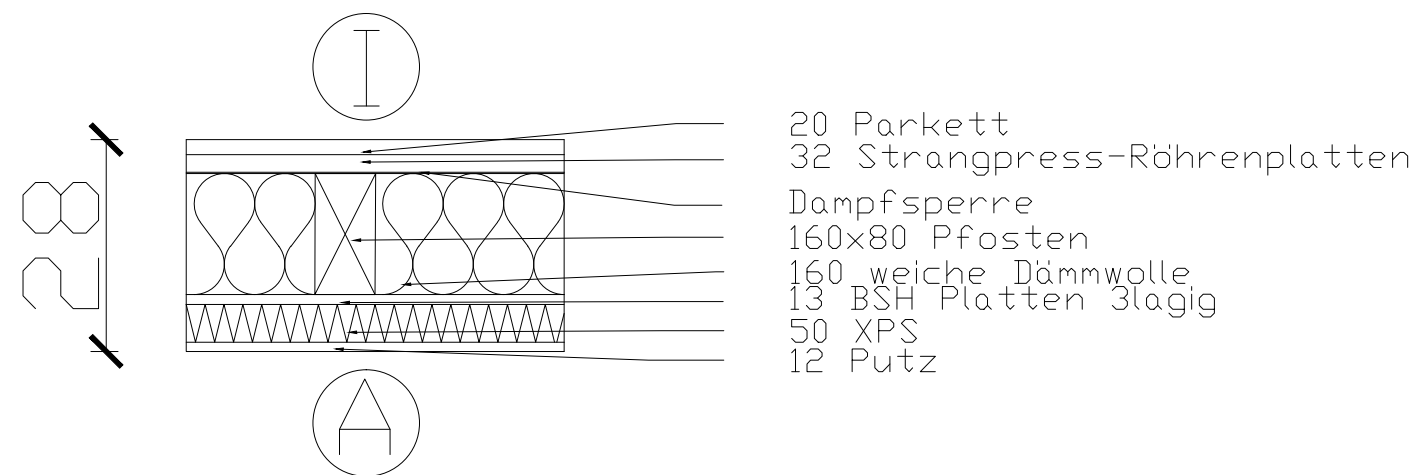 I
28
20 Parkett
32 Strangpress-Röhrenplatten
Dampfsperre
160x80 Pfosten
160 weiche Dämmwolle
13 BSH Platten 3lagig
50 XPS
12 Putz
A